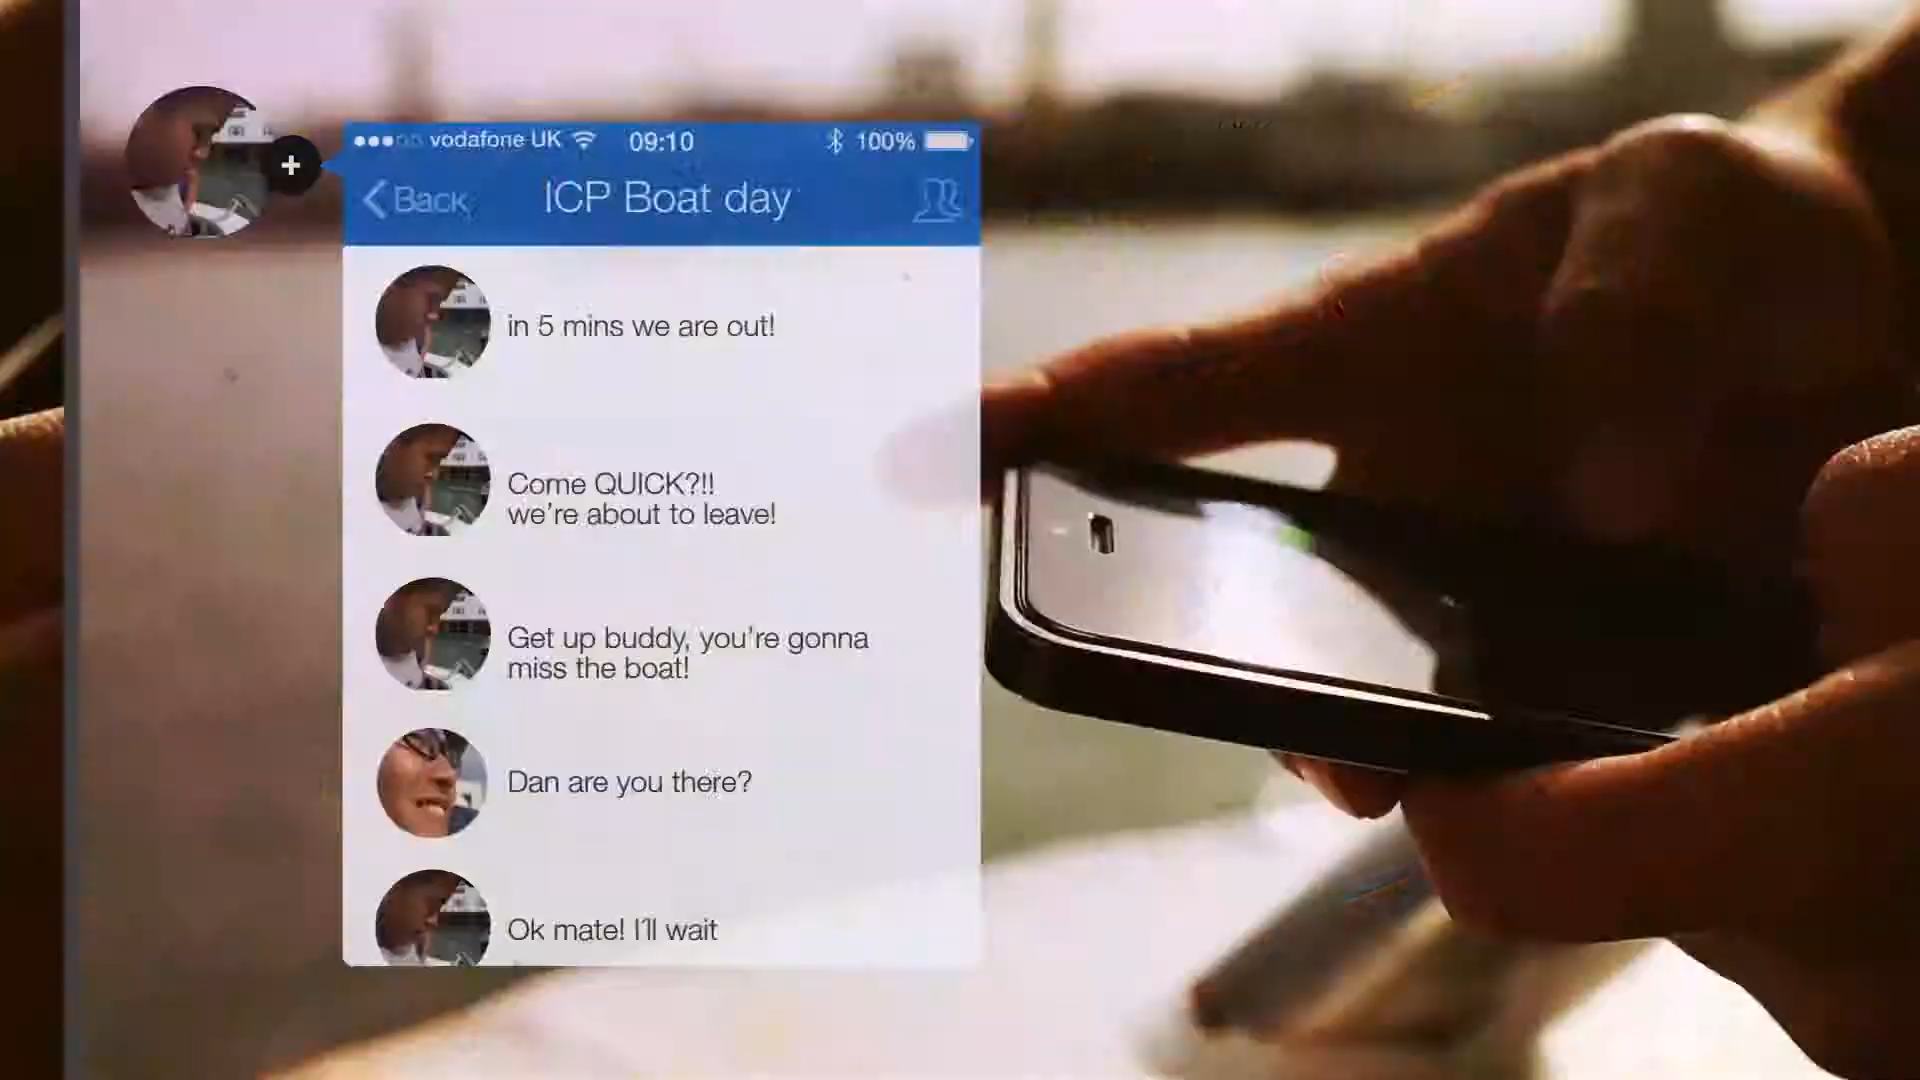 vodafone UK
09:10
100%
Back
ICP Boat day
in 5 mins we are out!
Come QUICK?!!
we're about to leave!
Get up buddy, you're gonna
miss the boat!
Dan are you there?
Ok mate! I'll wait